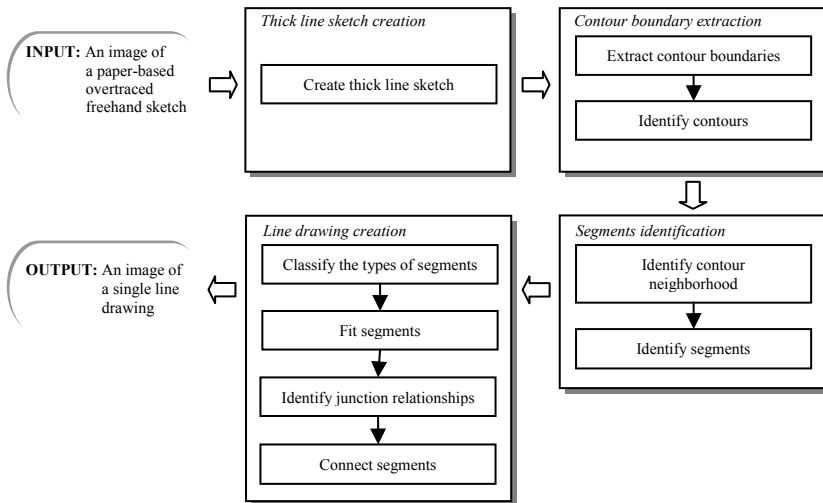 INPUT: An image of
a paper-based
overtraced
freehand sketch
Thick line sketch creation
Create thick line sketch
Contour boundary extraction
Extract contour boundaries
Identify contours
Segments identification
Identify contour
neighborhood
Identify segments
Line drawing creation
Classify the types of segments
Fit segments
Identify junction relationships
Connect segments
OUTPUT: An image of
a single line
drawing